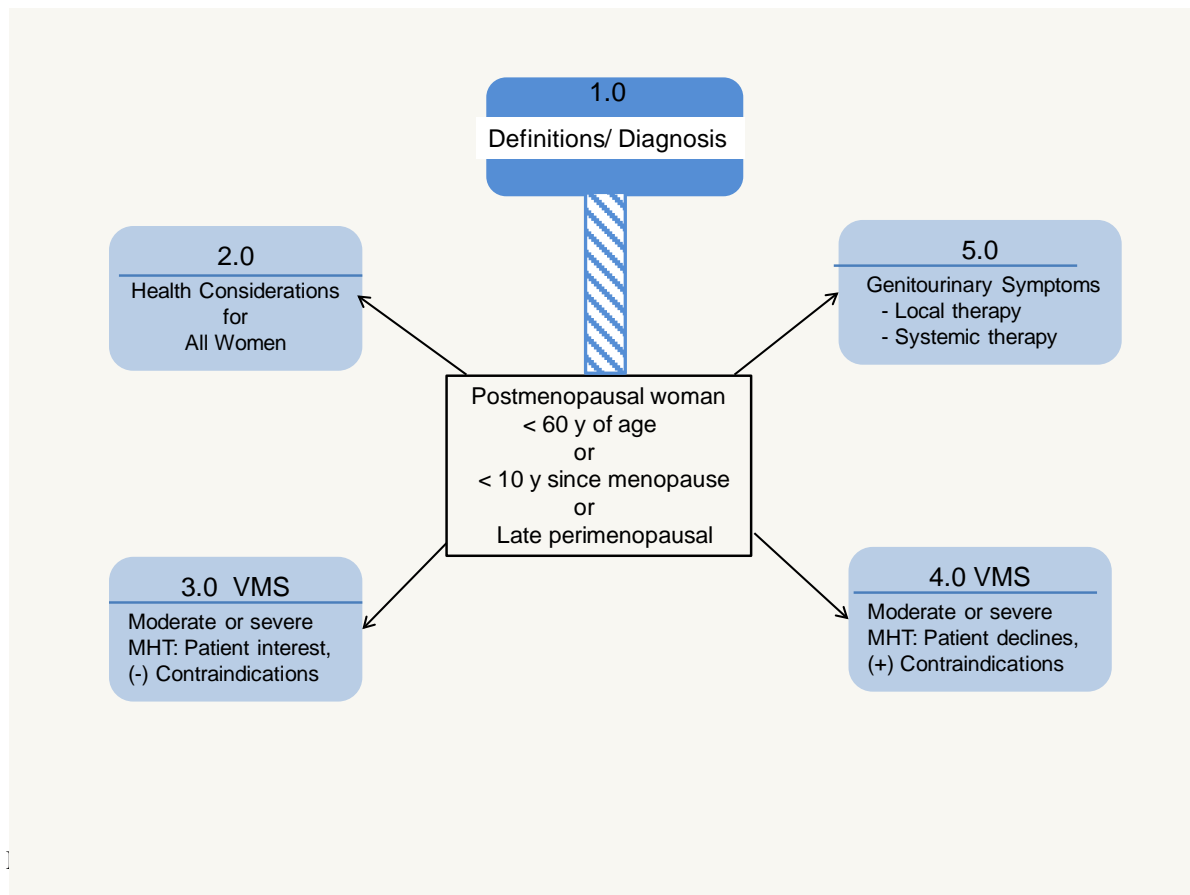 1.0
Definitions/ Diagnosis
2.0
Health Considerations
for
All Women
5.0
Genitourinary Symptoms
- Local therapy
- Systemic therapy
Postmenopausal woman
< 60 y of age
or
< 10 y since menopause
or
Late perimenopausal
3.0 VMS
Moderate or severe
MHT: Patient interest,
(-) Contraindications
4.0 VMS
Moderate or severe
MHT: Patient declines,
(+) Contraindications